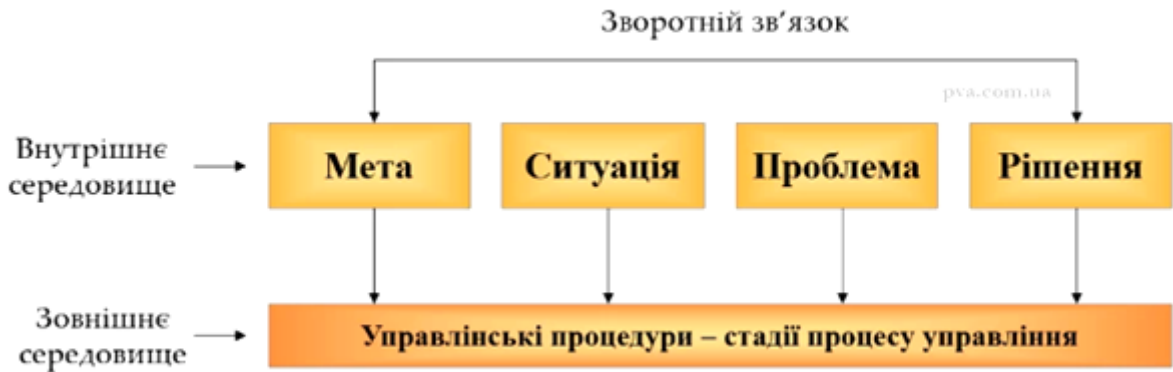 Зворотній зв’язок
pva.com.ua
Внутрішнє
середовище
Мета
Ситуація
Проблема
Рішення
Зовнішнє
середовище
Управлінські процедури – стадії процесу управління